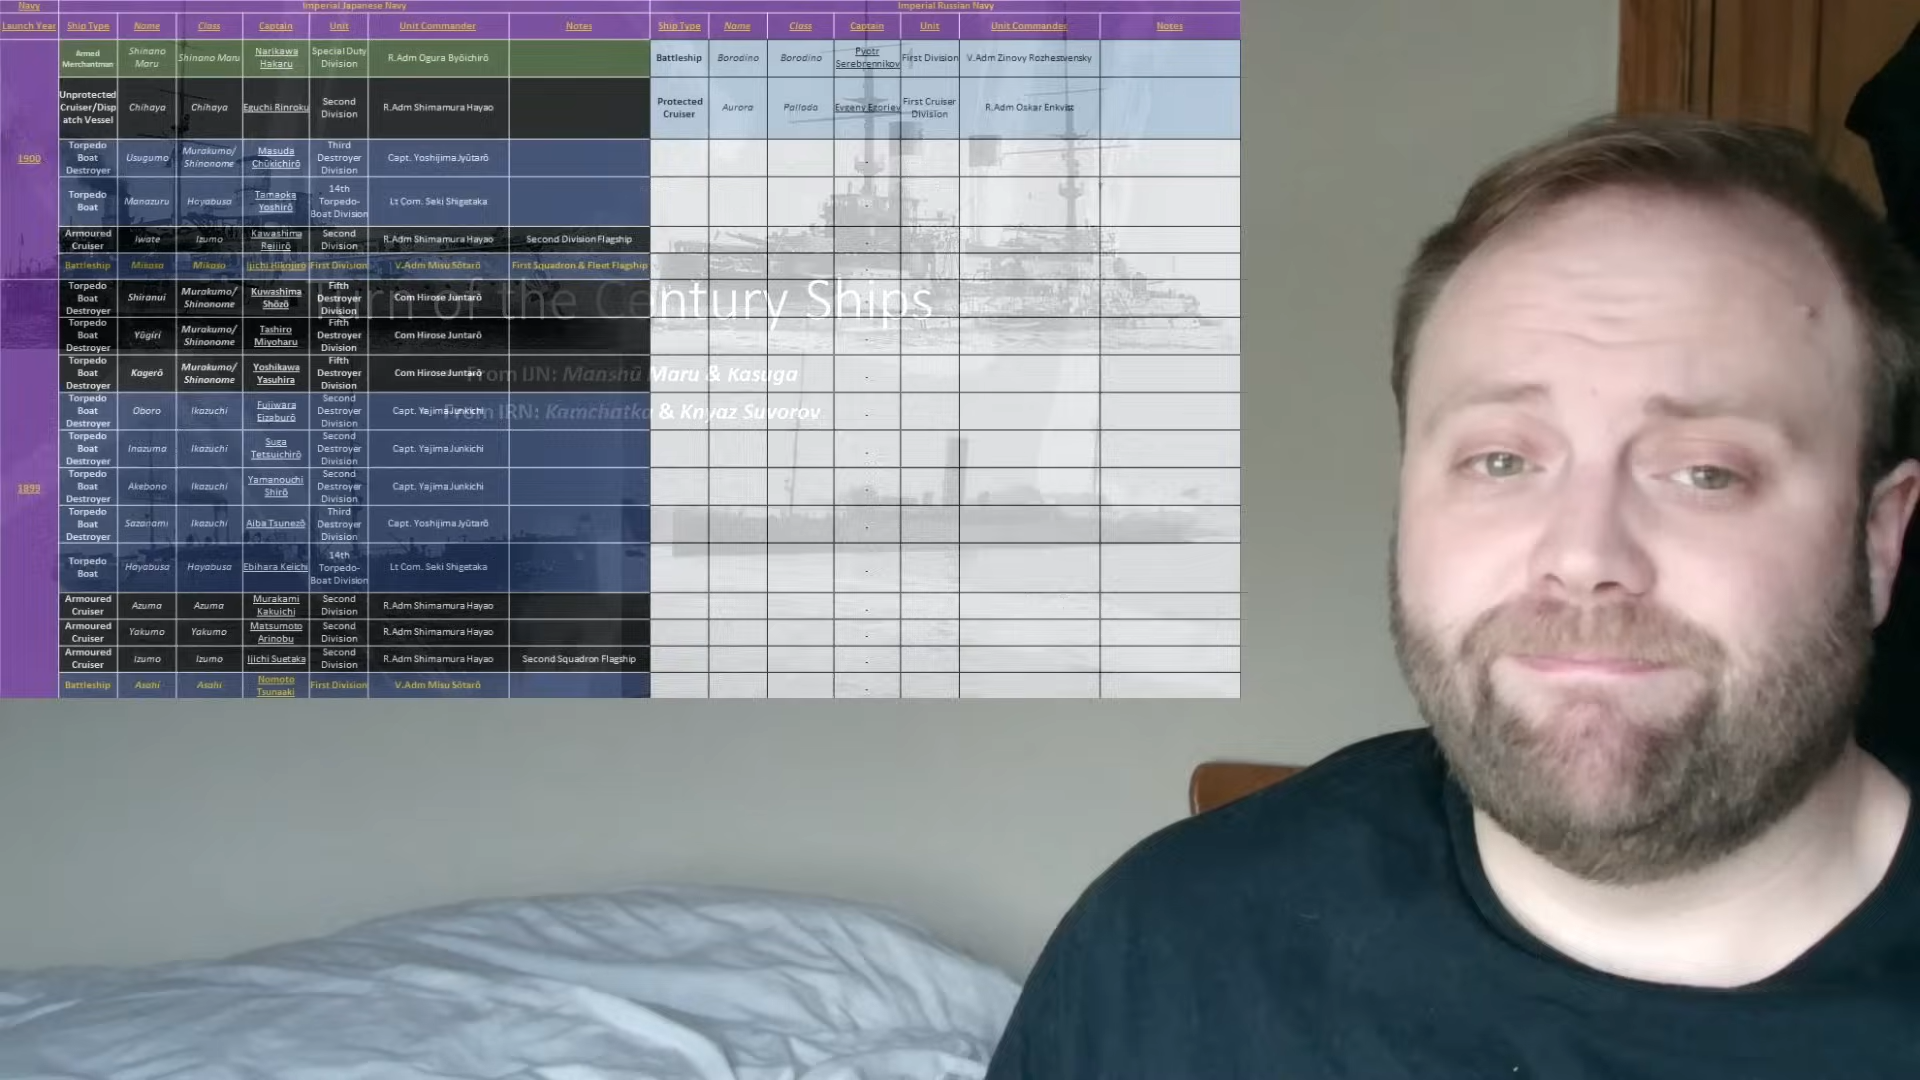 Navy Imperial Japanese Navy Imperial Russian Navy
Launch Year Ship Type Name Class Captain Unit Unit Commander Notes Ship Type Name Class Captain Unit Unit Commander Notes
1900
Armed Merchantman Shinano Maru Shinano Maru Narikawa Hakaru Special Duty Division R.Adm Ogura Byōichirō Battleship Borodino Borodino Pyotr Serebrennikov First Division V.Adm Zinovy Rozhestvensky
Unprotected Cruiser/Dispatch Vessel Chihaya Chihaya Eguchi Rinroku Second Division R.Adm Shimamura Hayao Protected Cruiser Aurora Pallada Evgeny Egoriev First Cruiser Division R.Adm Oskar Enkvist
Torpedo Boat Destroyer Usugumo Murakumo/Shinonome Masuda Chūkichirō Third Destroyer Division Capt. Yoshijima Jyūtarō -
Torpedo Boat Manazuru Hayabusa Tamaoka Yoshirō 14th Torpedo-Boat Division Lt Com. Seki Shigetaka -
Armoured Cruiser Iwate Izumo Kawashima Reijirō Second Division R.Adm Shimamura Hayao Second Division Flagship -
Battleship Mikasa Mikasa Ijichi Hikojirō First Division V.Adm Misu Sōtarō First Squadron & Fleet Flagship -
1899
Torpedo Boat Destroyer Shiranui Murakumo/Shinonome Kuwashima Shōzō Fifth Destroyer Division Com Hirose Juntarō -
Torpedo Boat Destroyer Yūgiri Murakumo/Shinonome Tashiro Miyoharu Fifth Destroyer Division Com Hirose Juntarō -
Torpedo Boat Destroyer Kagerō Murakumo/Shinonome Yoshikawa Yasuhira Fifth Destroyer Division Com Hirose Juntarō -
Torpedo Boat Destroyer Oboro Ikazuchi Fujiwara Eizaburō Second Destroyer Division Capt. Yajima Junkichi -
Torpedo Boat Destroyer Inazuma Ikazuchi Suga Tetsuichirō Second Destroyer Division Capt. Yajima Junkichi -
Torpedo Boat Destroyer Akebono Ikazuchi Yamanouchi Shirō Second Destroyer Division Capt. Yajima Junkichi -
Torpedo Boat Destroyer Sazanami Ikazuchi Aiba Tsunezō Third Destroyer Division Capt. Yoshijima Jyūtarō -
Torpedo Boat Hayabusa Hayabusa Ebihara Keiichi 14th Torpedo-Boat Division Lt Com. Seki Shigetaka -
Armoured Cruiser Azuma Azuma Murakami Kakuichi Second Division R.Adm Shimamura Hayao -
Armoured Cruiser Yakumo Yakumo Matsumoto Arinobu Second Division R.Adm Shimamura Hayao -
Armoured Cruiser Izumo Izumo Ijichi Suetaka Second Division R.Adm Shimamura Hayao Second Squadron Flagship -
Battleship Asahi Asahi Nomoto Tsunaaki First Division V.Adm Misu Sōtarō -
Turn of the Century Ships
From IJN: Manshū Maru & Kasuga
From IRN: Kamchatka & Knyaz Suvorov